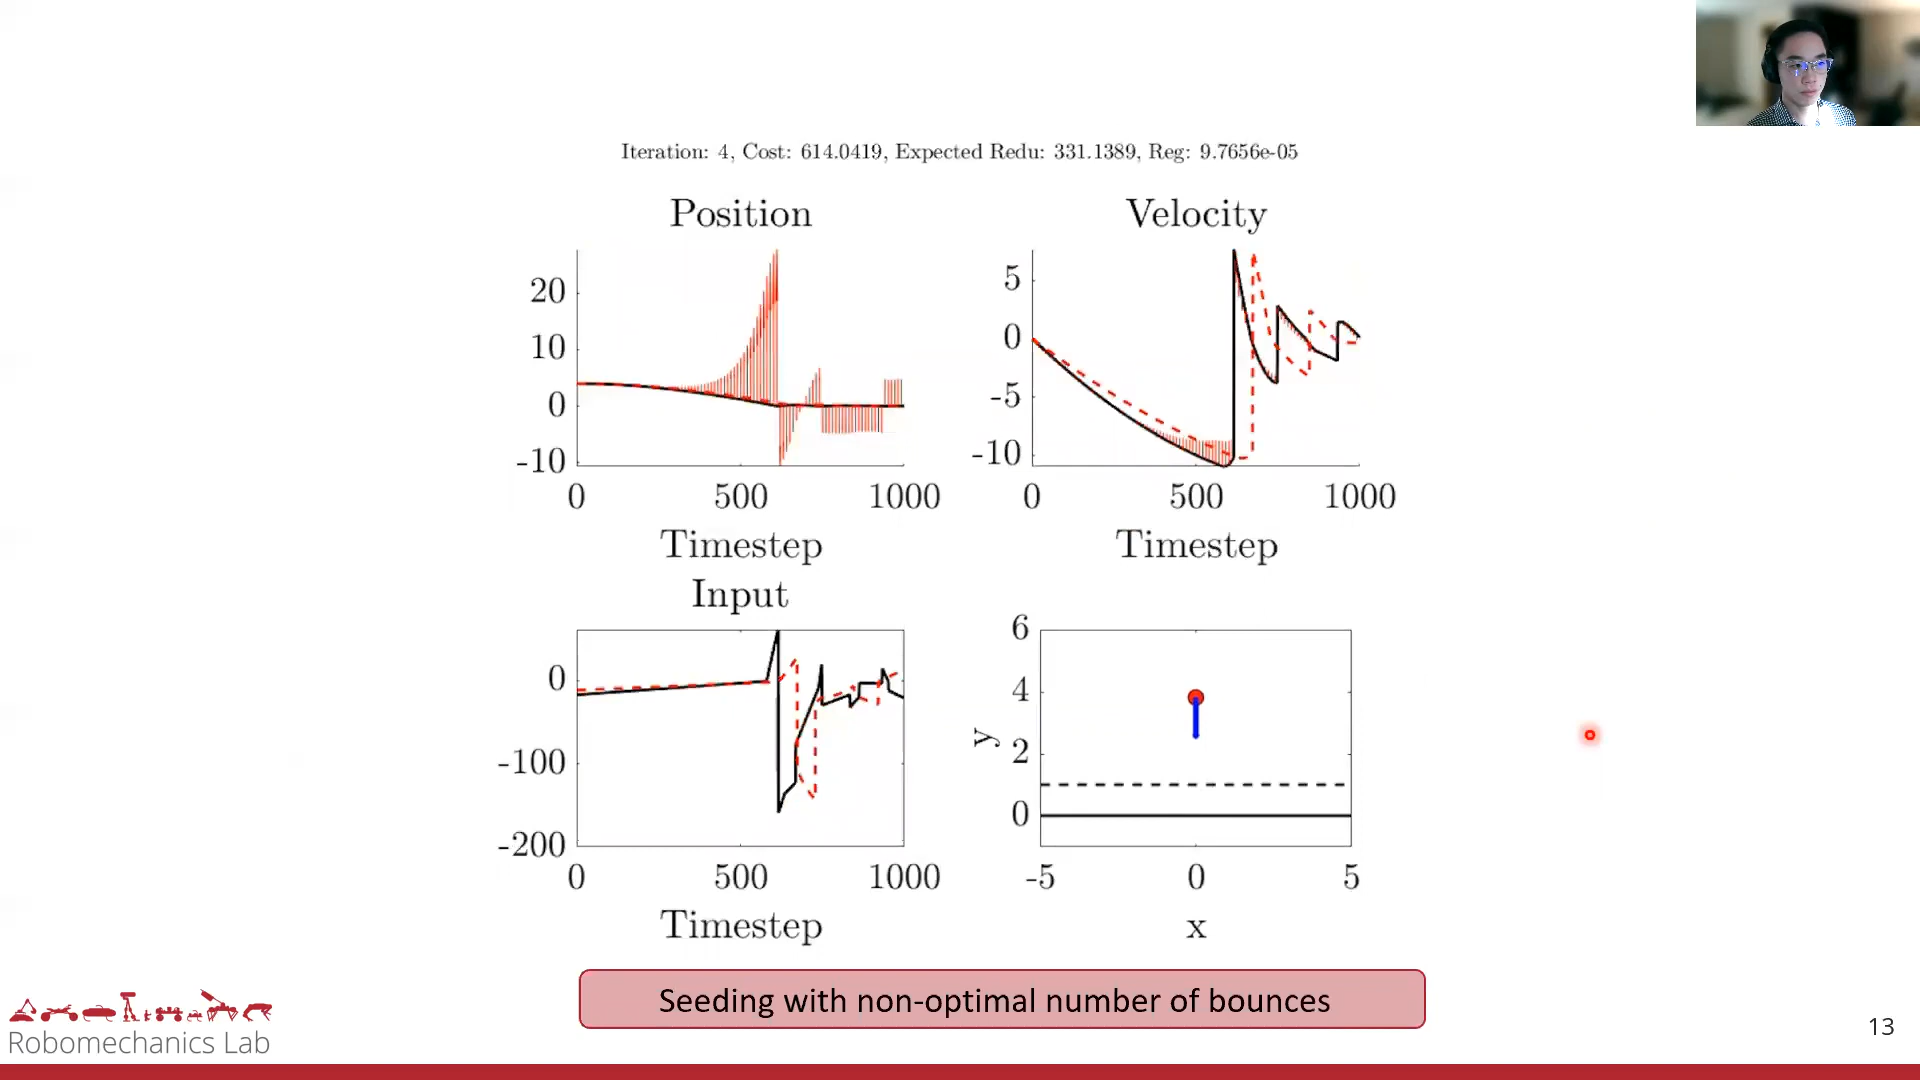 Iteration: 4, Cost: 614.0419, Expected Redu: 331.1389, Reg: 9.7656e-05
Position
20
10
0
-10
0 500 1000
Timestep
Velocity
5
0
-5
-10
0 500 1000
Timestep
Input
0
-100
-200
0 500 1000
Timestep
6
4
2
0
y
-5 0 5
x
Seeding with non-optimal number of bounces
Robomechanics Lab
13